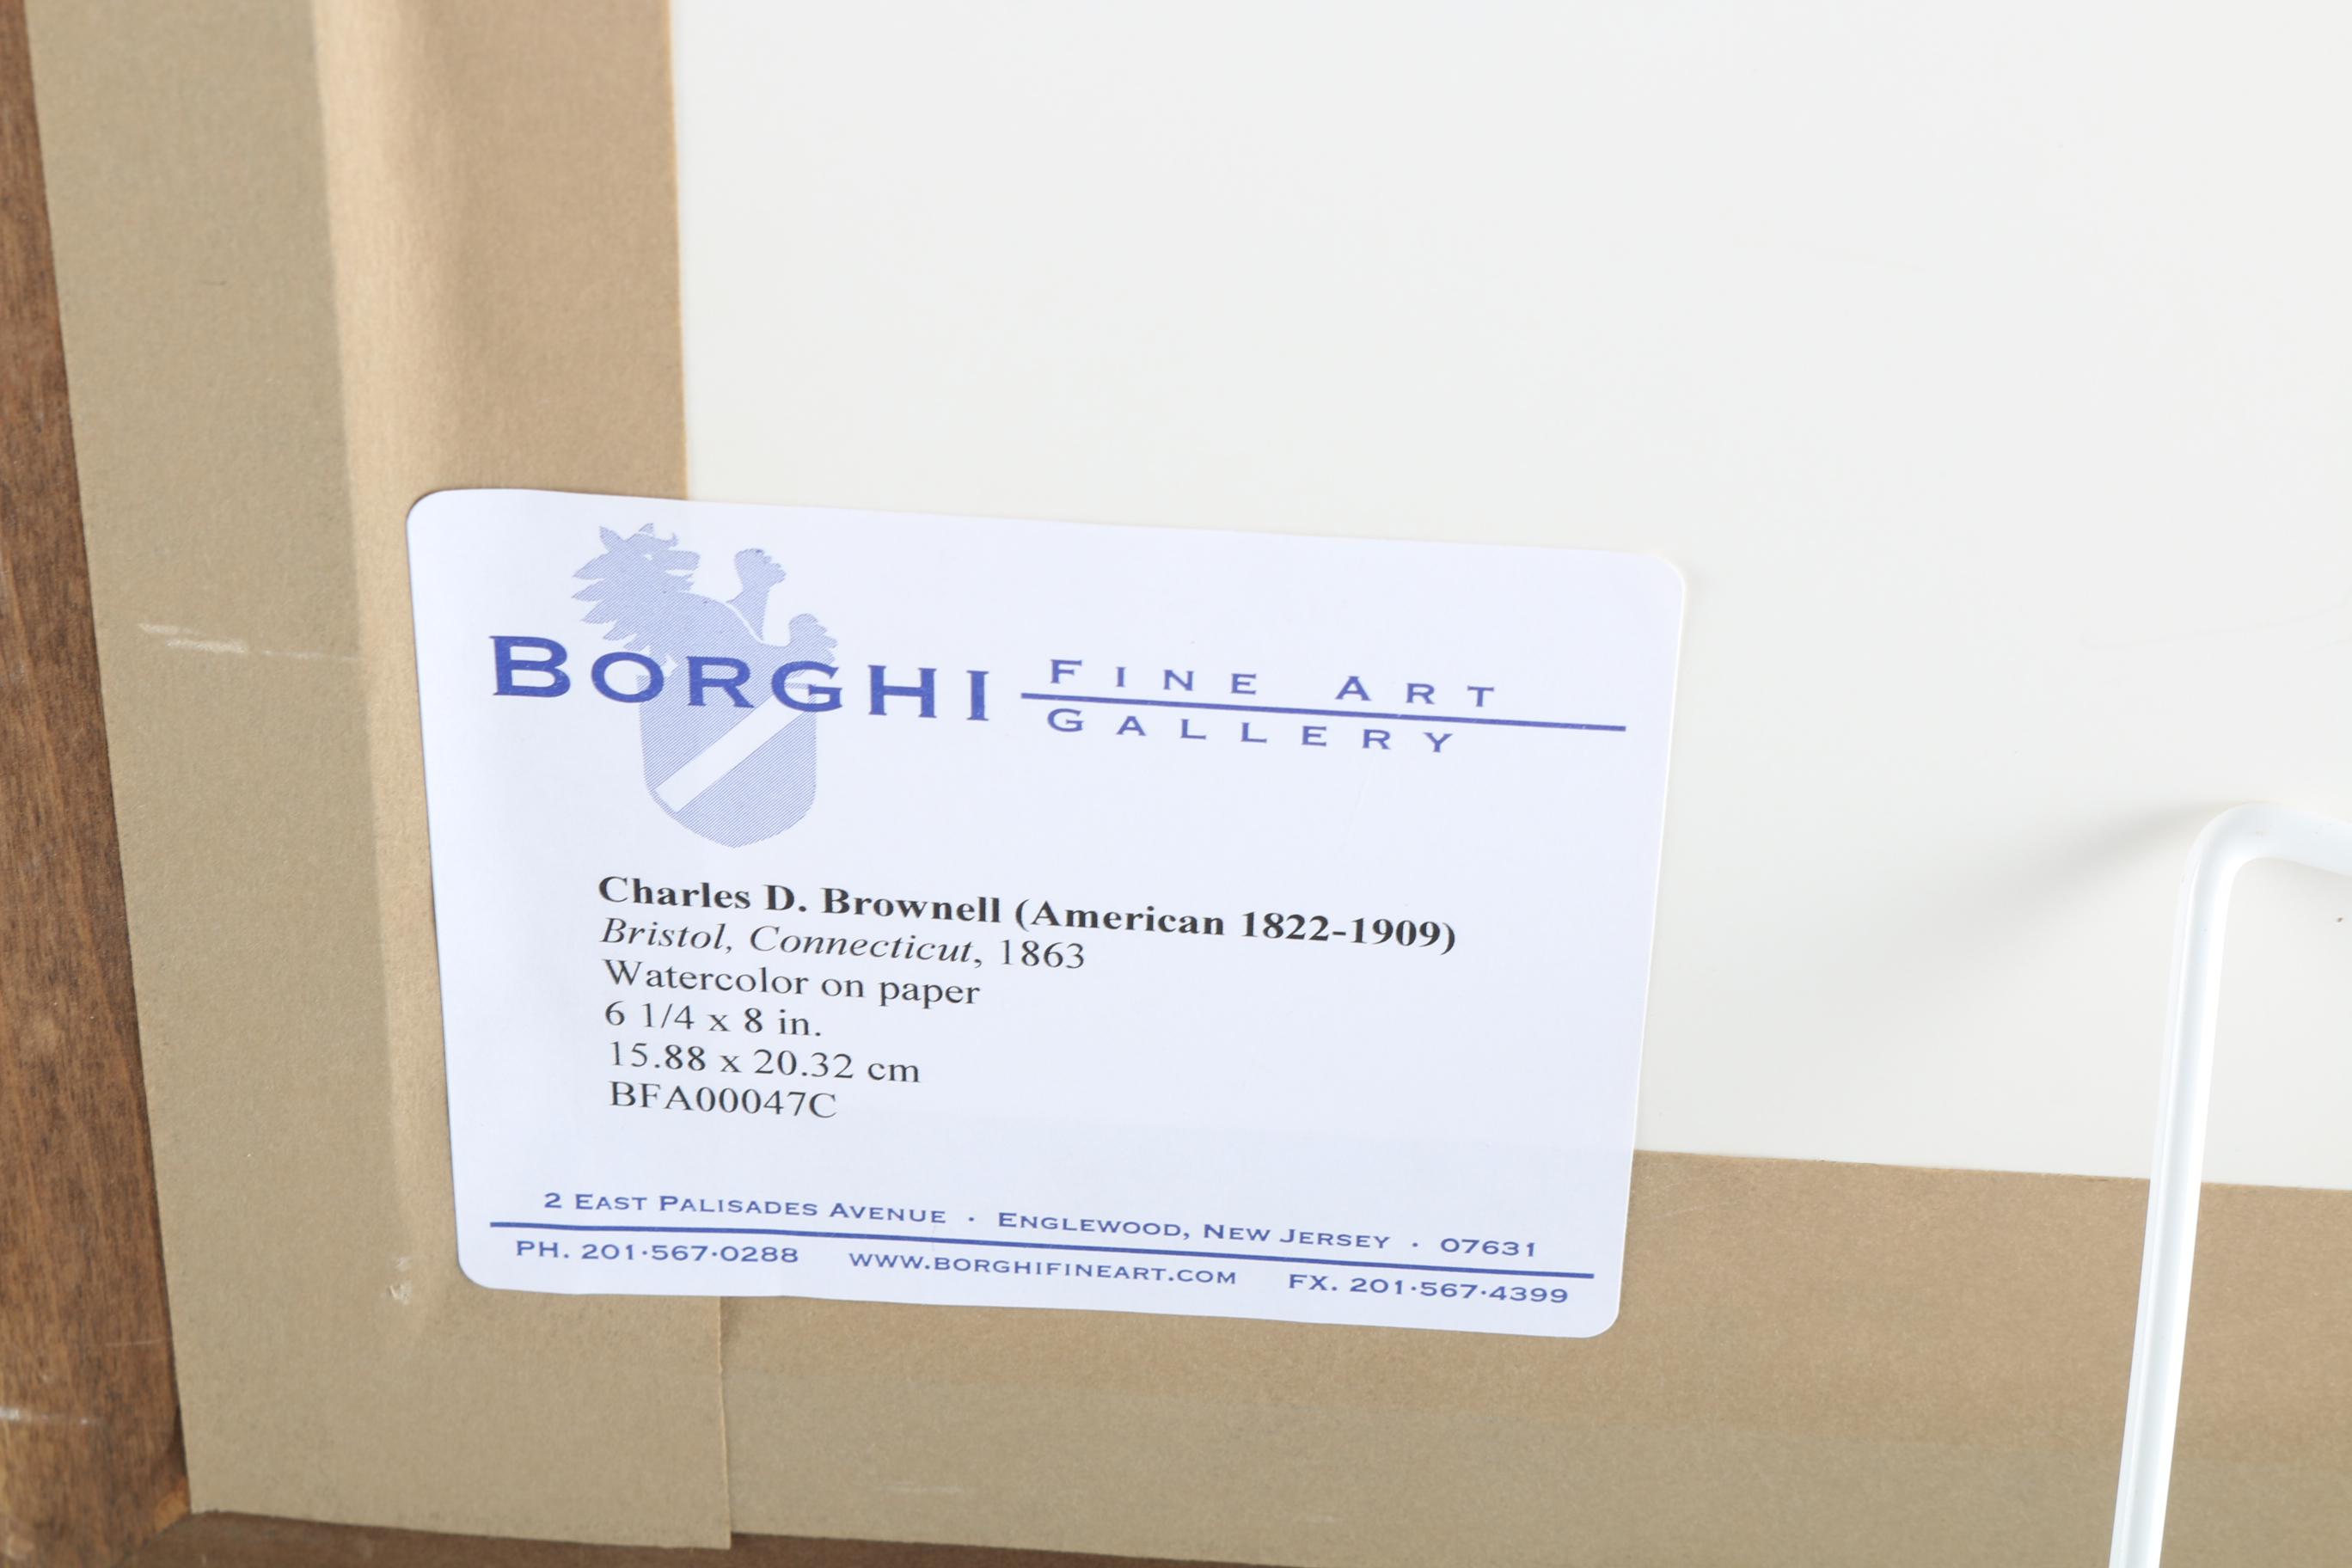 BORGHI FINE ART
GALLERY
Charles D. Brownell (American 1822-1909)
Bristol, Connecticut, 1863
Watercolor on paper
6 1/4 x 8 in.
15.88 x 20.32 cm
BFA00047C
2 EAST PALISADES AVENUE · ENGLEWOOD, NEW JERSEY · 07631
PH. 201·567·0288 WWW.BORGHIFINEART.COM FX. 201·567·4399